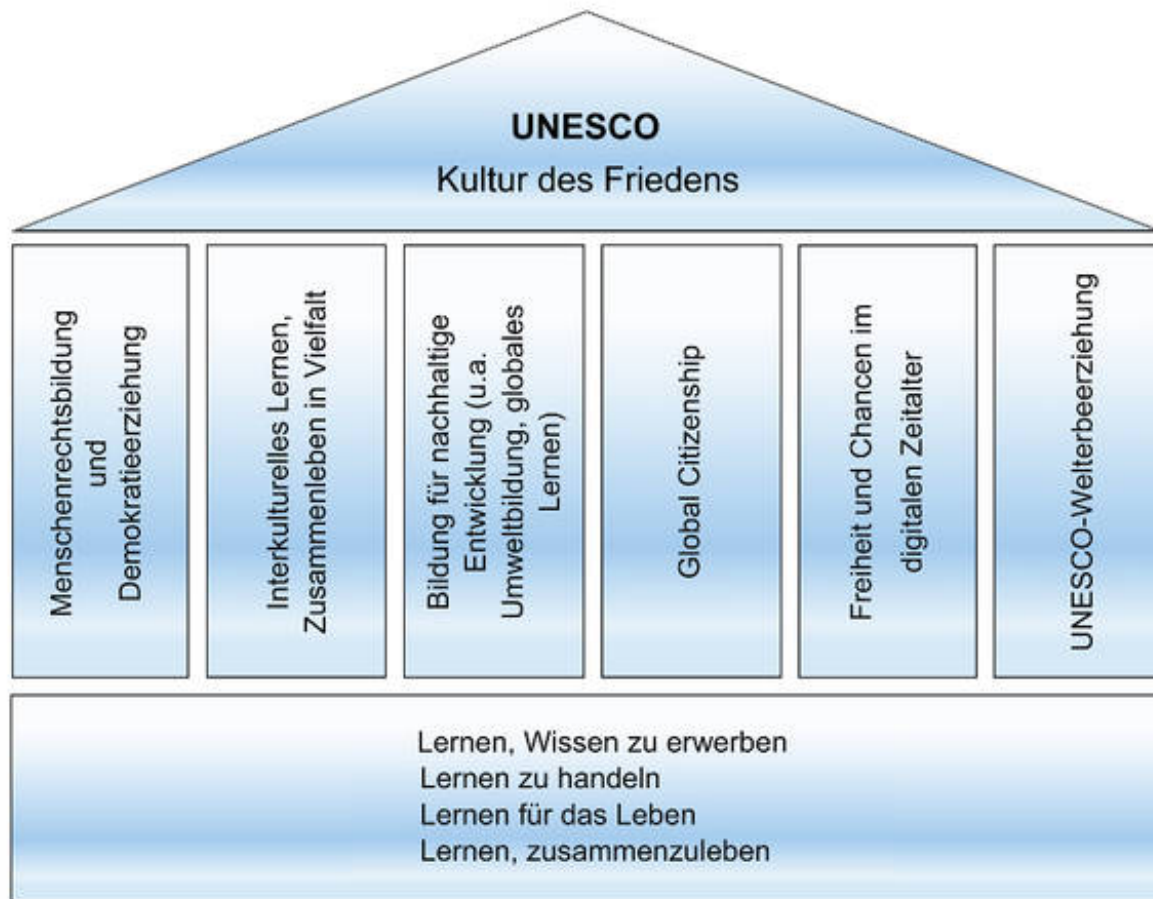 UNESCO
Kultur des Friedens
Menschenrechtsbildung
und
Demokratieerziehung
Interkulturelles Lernen,
Zusammenleben in Vielfalt
Bildung für nachhaltige
Entwicklung (u.a.
Umweltbildung, globales
Lernen)
Global Citizenship
Freiheit und Chancen im
digitalen Zeitalter
UNESCO-Welterbeerziehung
Lernen, Wissen zu erwerben
Lernen zu handeln
Lernen für das Leben
Lernen, zusammenzuleben